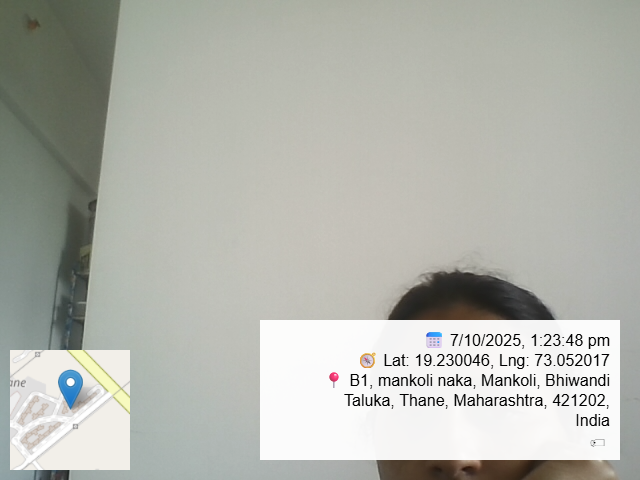 7/10/2025, 1:23:48 pm
Lat: 19.230046, Lng: 73.052017
B1, mankoli naka, Mankoli, Bhiwandi
Taluka, Thane, Maharashtra, 421202,
India
ane